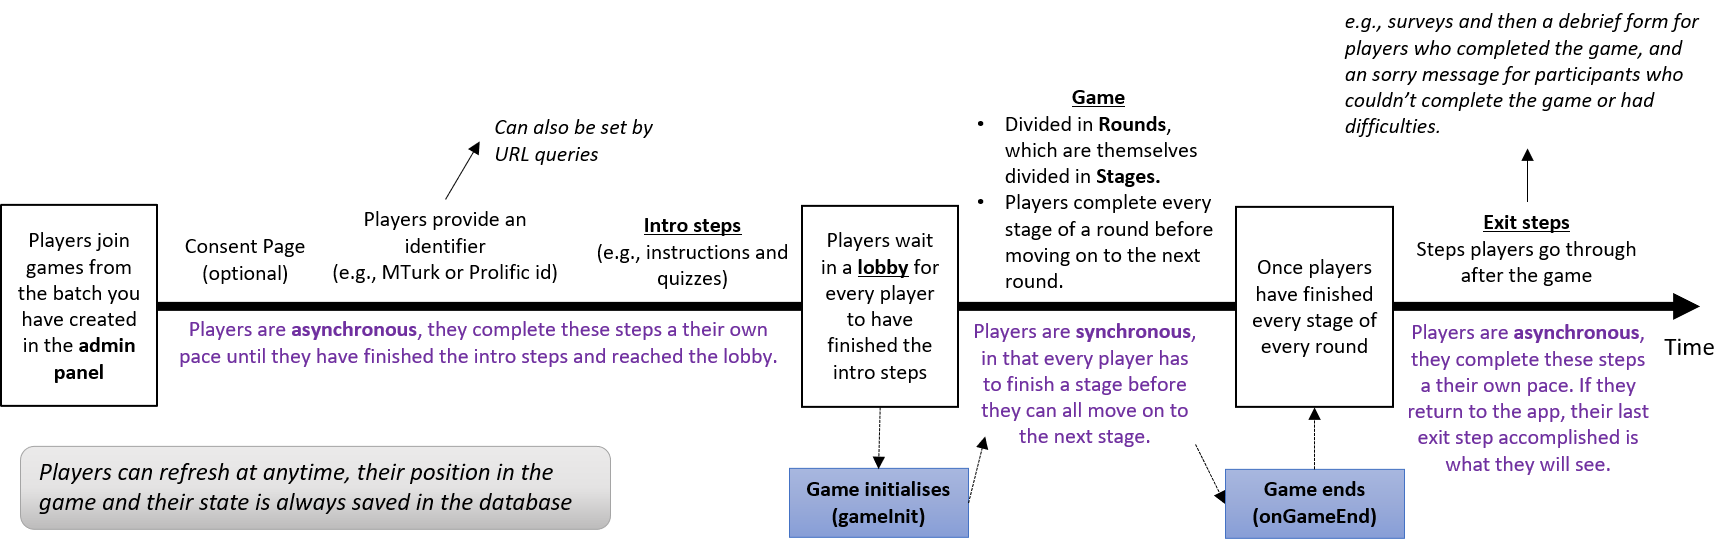 Players join
games from
the batch you
have created
in the admin
panel
Consent Page
(optional)
Can also be set by
URL queries
Players provide an
identifier
(e.g., MTurk or Prolific id)
Intro steps
(e.g., instructions and
quizzes)
Players are asynchronous, they complete these steps a their own
pace until they have finished the intro steps and reached the lobby.
Players wait
in a lobby for
every player
to have
finished the
intro steps
Game initialises
(gameInit)
Game
• Divided in Rounds,
which are themselves
divided in Stages.
• Players complete every
stage of a round before
moving on to the next
round.
Players are synchronous,
in that every player has
to finish a stage before
they can all move on to
the next stage.
Once players
have finished
every stage of
every round
Game ends
(onGameEnd)
e.g., surveys and then a debrief form for
players who completed the game, and
an sorry message for participants who
couldn’t complete the game or had
difficulties.
Exit steps
Steps players go through
after the game
Players are asynchronous,
they complete these steps
a their own pace. If they
return to the app, their last
exit step accomplished is
what they will see.
Time
Players can refresh at anytime, their position in the
game and their state is always saved in the database